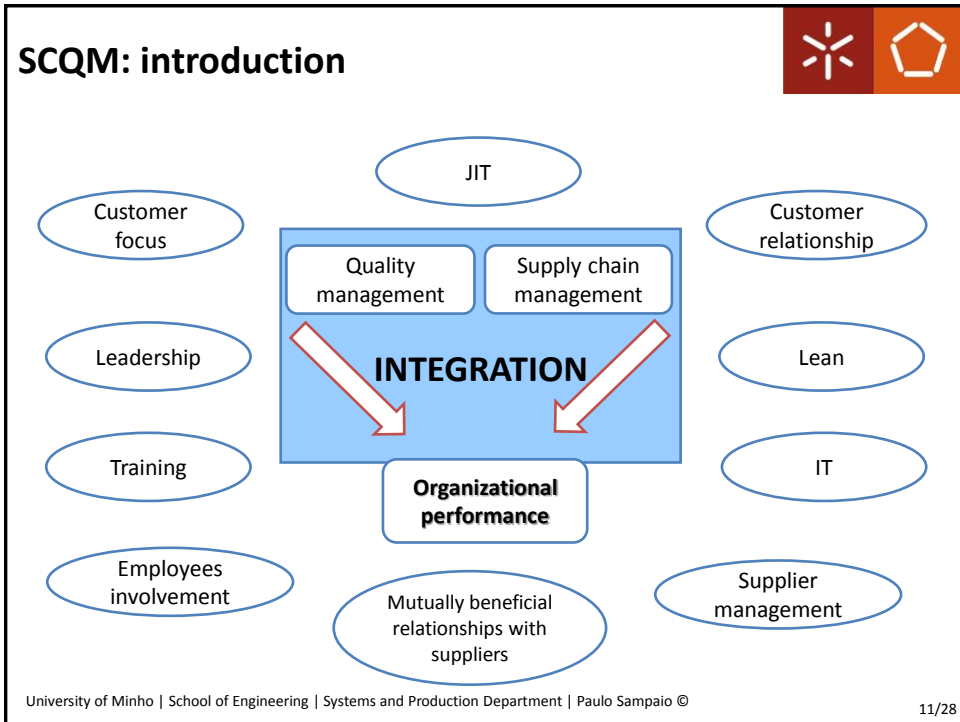 SCQM: introduction
JIT
Customer
focus
Customer
relationship
Quality
management
Supply chain
management
Leadership
INTEGRATION
Lean
Training
IT
Organizational
performance
Employees
involvement
Mutually beneficial
relationships with
suppliers
Supplier
management
University of Minho | School of Engineering | Systems and Production Department | Paulo Sampaio ©
11/28